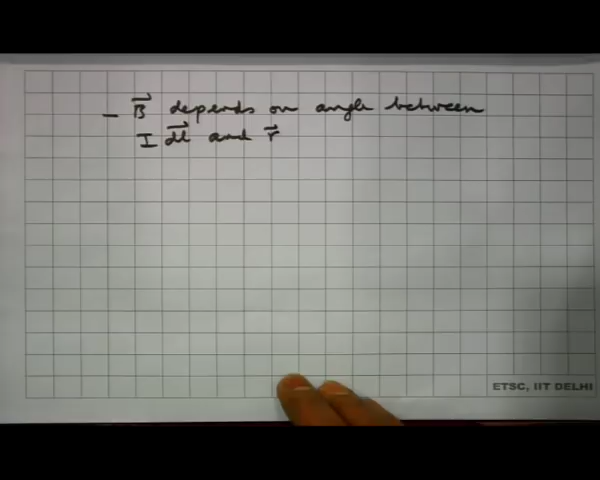 - B⃗ depends on angle between
I dl⃗ and r⃗
ETSC, IIT DELHI